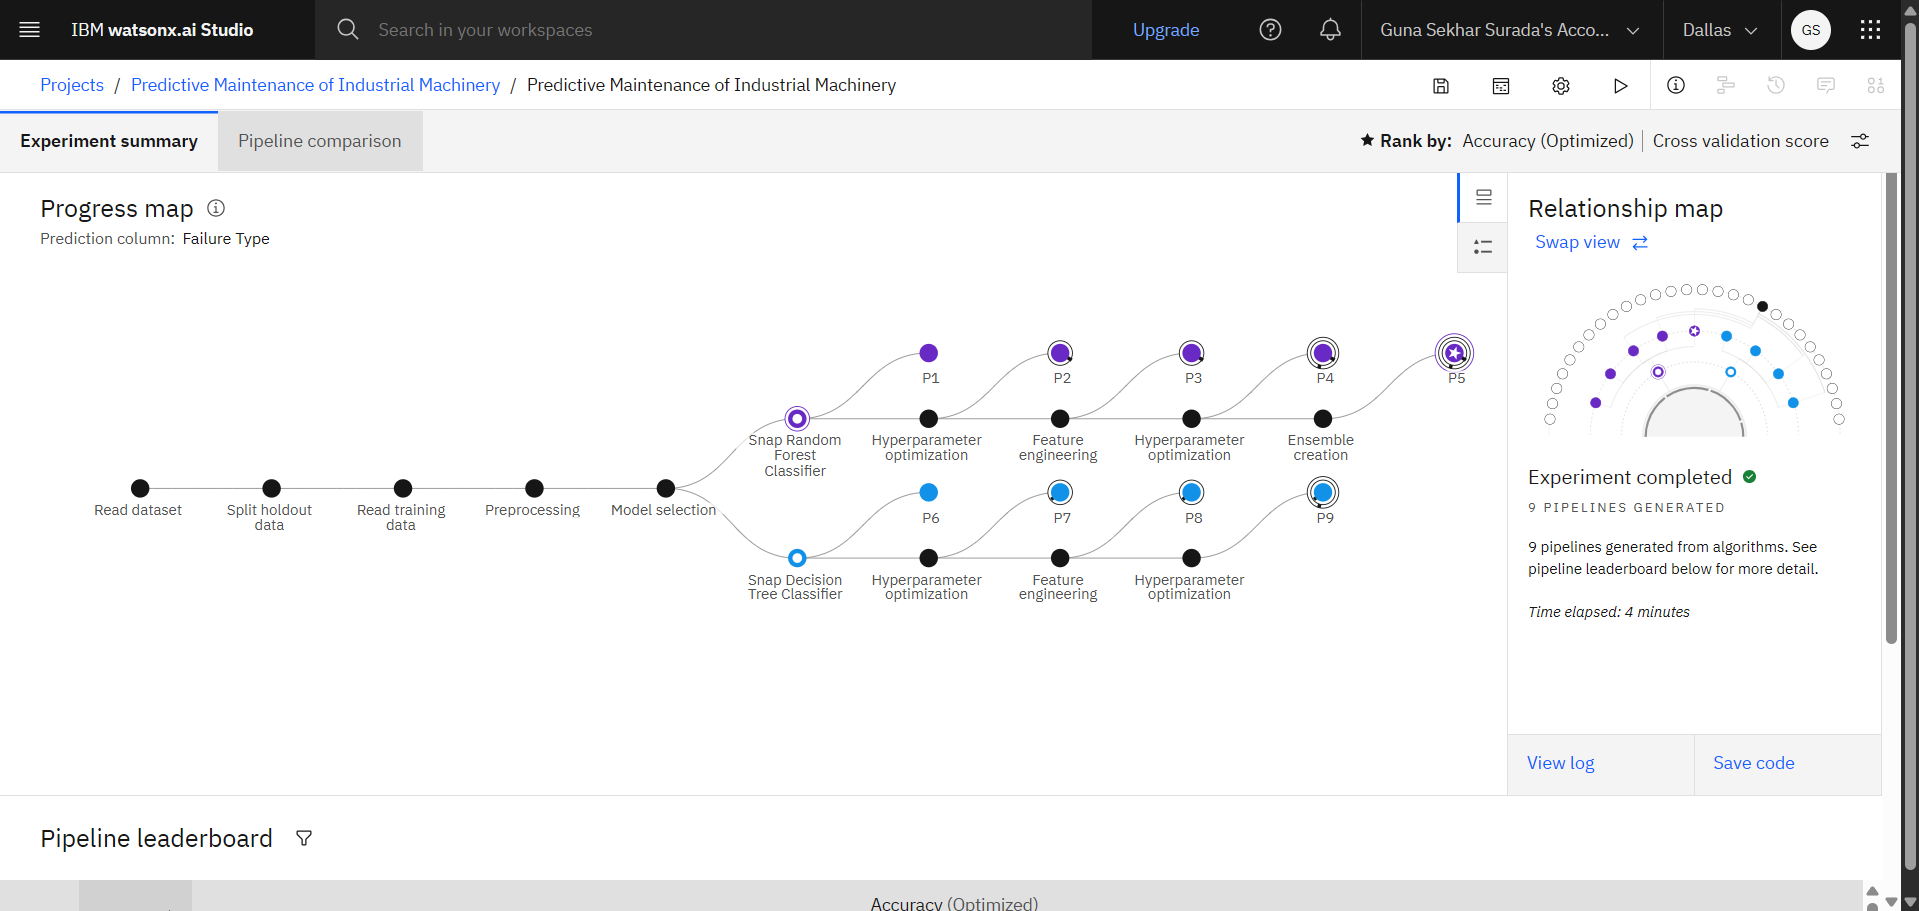 IBM watsonx.ai Studio
Search in your workspaces
Upgrade
Guna Sekhar Surada's Acco...
Dallas
GS
Projects / Predictive Maintenance of Industrial Machinery / Predictive Maintenance of Industrial Machinery
Experiment summary
Pipeline comparison
Rank by: Accuracy (Optimized) | Cross validation score
Progress map
Prediction column: Failure Type
P1
P2
P3
P4
P5
Snap Random
Forest
Classifier
Hyperparameter
optimization
Feature
engineering
Hyperparameter
optimization
Ensemble
creation
Read dataset
Split holdout
data
Read training
data
Preprocessing
Model selection
P6
P7
P8
P9
Snap Decision
Tree Classifier
Hyperparameter
optimization
Feature
engineering
Hyperparameter
optimization
Relationship map
Swap view
Experiment completed
9 PIPELINES GENERATED
9 pipelines generated from algorithms. See
pipeline leaderboard below for more detail.
Time elapsed: 4 minutes
View log
Save code
Pipeline leaderboard
Accuracy (Optimized)